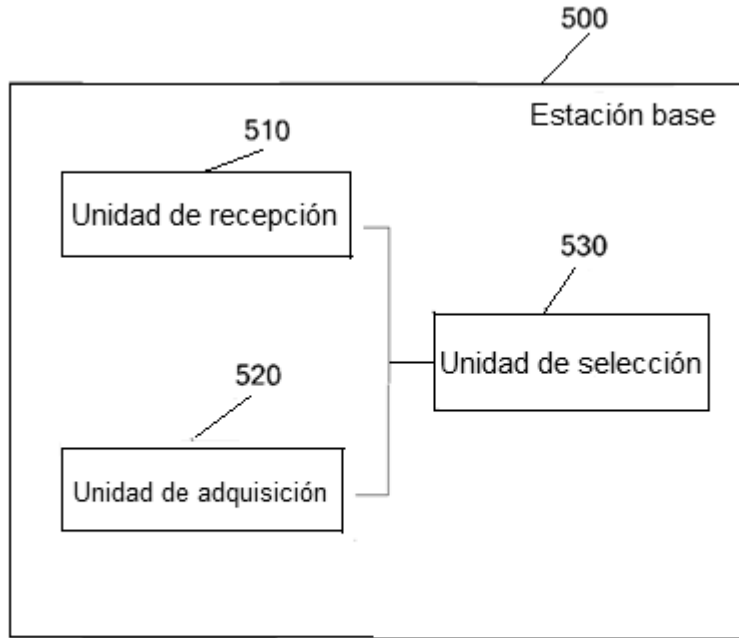 500
Estación base
510
Unidad de recepción
530
Unidad de selección
520
Unidad de adquisición